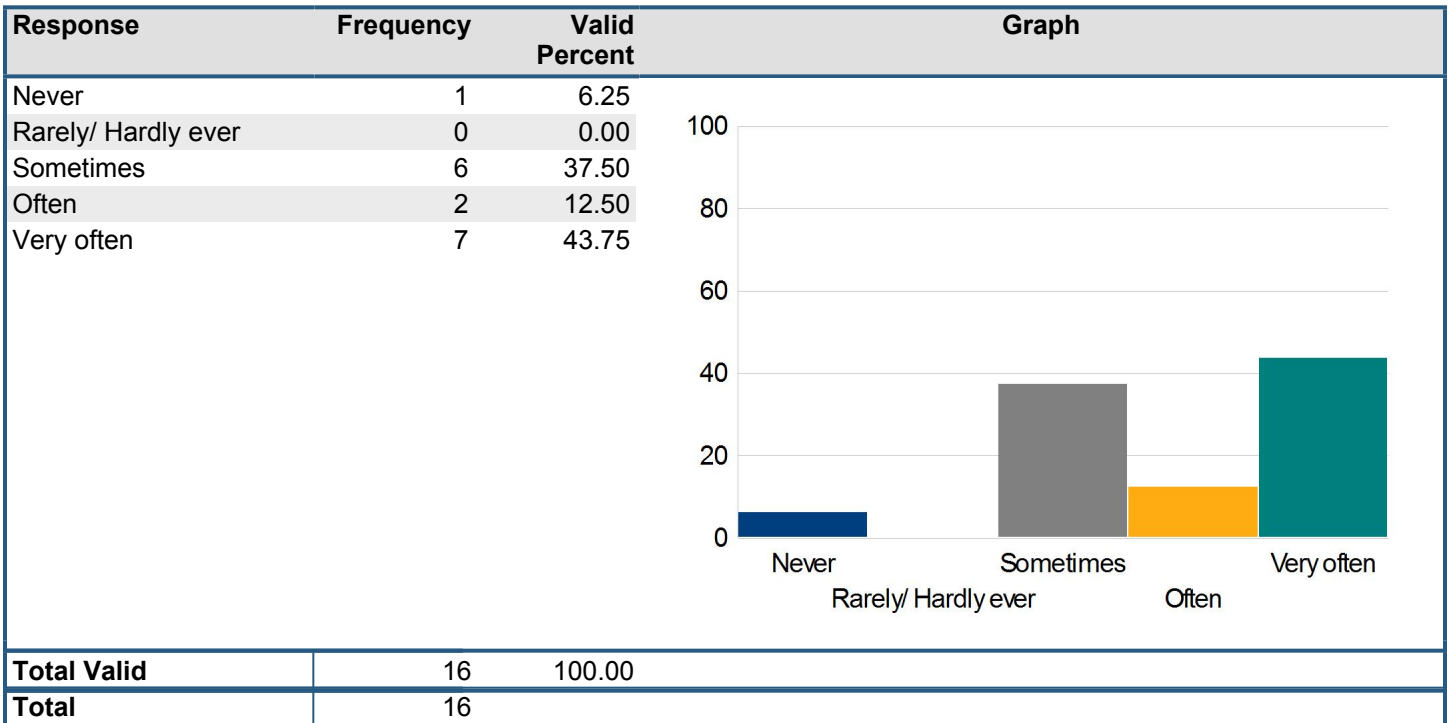 Response Frequency Valid Percent Graph
Never 1 6.25
Rarely/ Hardly ever 0 0.00
Sometimes 6 37.50
Often 2 12.50
Very often 7 43.75
100
80
60
40
20
0
Never Sometimes Very often
Rarely/ Hardly ever Often
Total Valid 16 100.00
Total 16